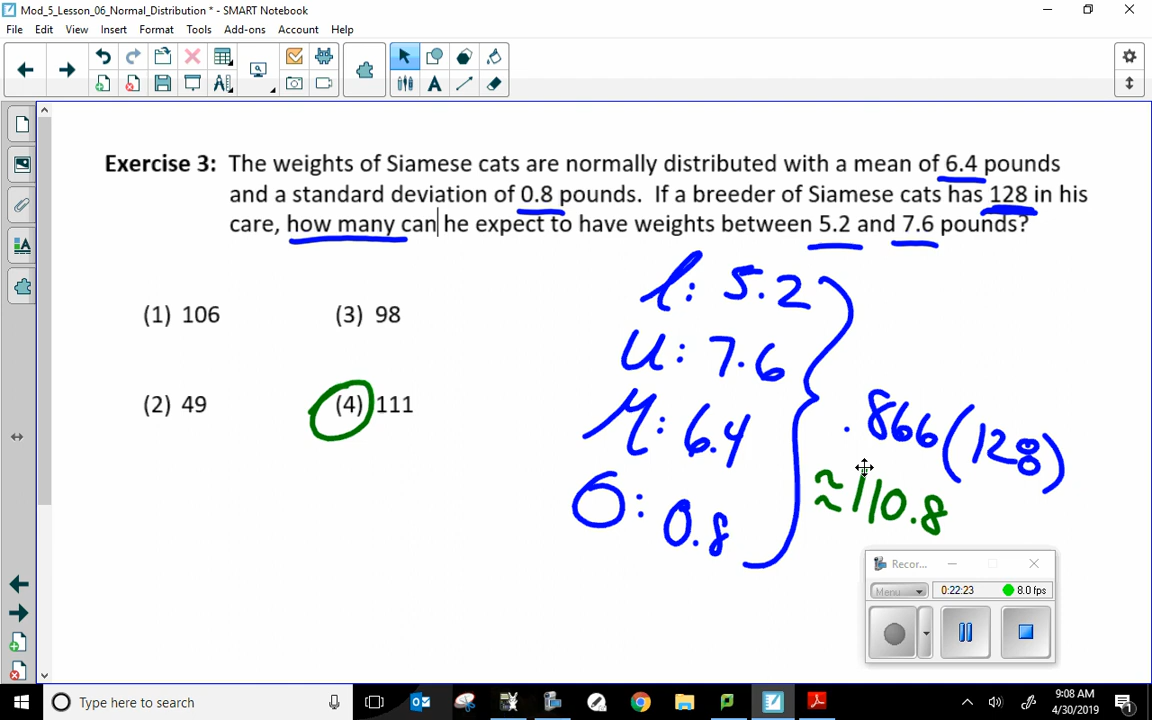 Mod_5_Lesson_06_Normal_Distribution * - SMART Notebook
File Edit View Insert Format Tools Add-ons Account Help
Exercise 3: The weights of Siamese cats are normally distributed with a mean of 6.4 pounds
and a standard deviation of 0.8 pounds. If a breeder of Siamese cats has 128 in his
care, how many can he expect to have weights between 5.2 and 7.6 pounds?
l: 5.2
(1) 106 (3) 98
u: 7.6
(2) 49 (4) 111
μ: 6.4
.866(128)
σ: 0.8
≈110.8
Recor...
Menu 0:22:23 8.0 fps
Type here to search
9:08 AM
4/30/2019
1